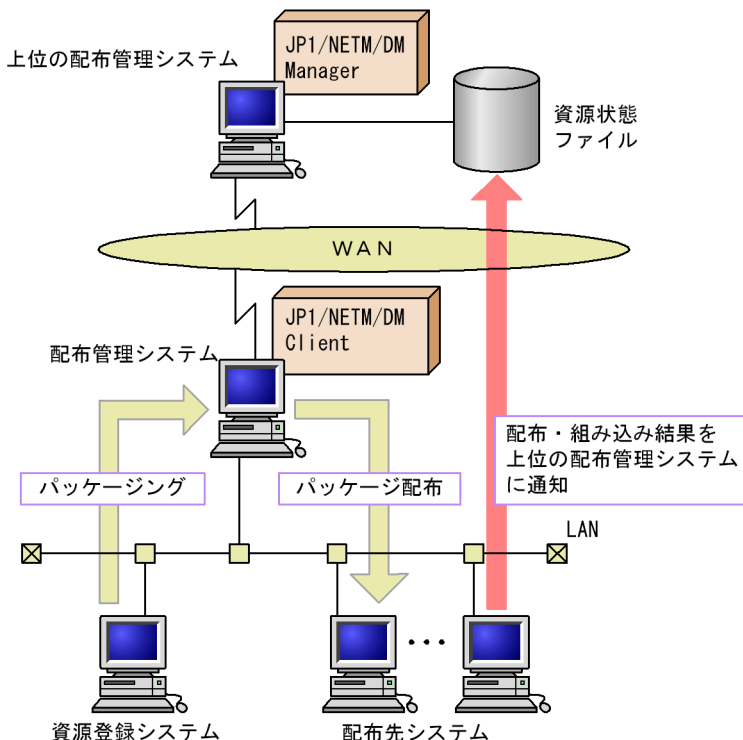 JP1/NETM/DM
Manager
上位の配布管理システム
資源状態
ファイル
ＷＡＮ
JP1/NETM/DM
Client
配布管理システム
配布・組み込み結果を
上位の配布管理システム
に通知
パッケージング
パッケージ配布
LAN
･･･
資源登録システム
配布先システム